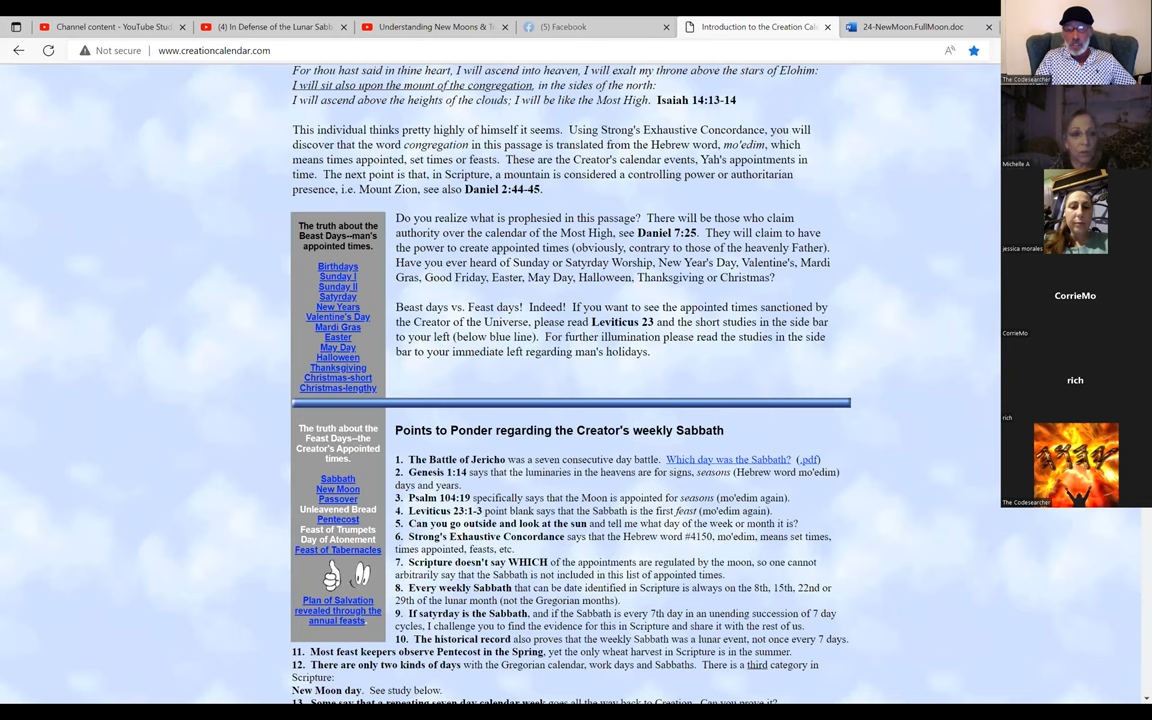 Channel content - YouTube Stud
(4) In Defense of the Lunar Sabb
Understanding New Moons & T
(5) Facebook
Introduction to the Creation Cale
24-NewMoon.FullMoon.doc
Not secure
www.creationcalendar.com
For thou hast said in thine heart, I will ascend into heaven, I will exalt my throne above the stars of Elohim:
I will sit also upon the mount of the congregation, in the sides of the north:
I will ascend above the heights of the clouds; I will be like the Most High. Isaiah 14:13-14
This individual thinks pretty highly of himself it seems. Using Strong's Exhaustive Concordance, you will
discover that the word congregation in this passage is translated from the Hebrew word, mo'edim, which
means times appointed, set times or feasts. These are the Creator's calendar events, Yah's appointments in
time. The next point is that, in Scripture, a mountain is considered a controlling power or authoritarian
presence, i.e. Mount Zion, see also Daniel 2:44-45.
The truth about the
Beast Days--man's
appointed times.
Birthdays
Sunday I
Sunday II
Satyrday
New Years
Valentine's Day
Mardi Gras
Easter
May Day
Halloween
Thanksgiving
Christmas-short
Christmas-lengthy
Do you realize what is prophesied in this passage? There will be those who claim
authority over the calendar of the Most High, see Daniel 7:25. They will claim to have
the power to create appointed times (obviously, contrary to those of the heavenly Father).
Have you ever heard of Sunday or Satyrday Worship, New Year's Day, Valentine's, Mardi
Gras, Good Friday, Easter, May Day, Halloween, Thanksgiving or Christmas?
Beast days vs. Feast days! Indeed! If you want to see the appointed times sanctioned by
the Creator of the Universe, please read Leviticus 23 and the short studies in the side bar
to your left (below blue line). For further illumination please read the studies in the side
bar to your immediate left regarding man's holidays.
The truth about the
Feast Days--the
Creator's Appointed
times.
Sabbath
New Moon
Passover
Unleavened Bread
Pentecost
Feast of Trumpets
Day of Atonement
Feast of Tabernacles
Plan of Salvation
revealed through the
annual feasts.
Points to Ponder regarding the Creator's weekly Sabbath
1. The Battle of Jericho was a seven consecutive day battle. Which day was the Sabbath? (.pdf)
2. Genesis 1:14 says that the luminaries in the heavens are for signs, seasons (Hebrew word mo'edim)
days and years.
3. Psalm 104:19 specifically says that the Moon is appointed for seasons (mo'edim again).
4. Leviticus 23:1-3 point blank says that the Sabbath is the first feast (mo'edim again).
5. Can you go outside and look at the sun and tell me what day of the week or month it is?
6. Strong's Exhaustive Concordance says that the Hebrew word #4150, mo'edim, means set times,
times appointed, feasts, etc.
7. Scripture doesn't say WHICH of the appointments are regulated by the moon, so one cannot
arbitrarily say that the Sabbath is not included in this list of appointed times.
8. Every weekly Sabbath that can be date identified in Scripture is always on the 8th, 15th, 22nd or
29th of the lunar month (not the Gregorian months).
9. If satyrday is the Sabbath, and if the Sabbath is every 7th day in an unending succession of 7 day
cycles, I challenge you to find the evidence for this in Scripture and share it with the rest of us.
10. The historical record also proves that the weekly Sabbath was a lunar event, not once every 7 days.
11. Most feast keepers observe Pentecost in the Spring, yet the only wheat harvest in Scripture is in the summer.
12. There are only two kinds of days with the Gregorian calendar, work days and Sabbaths. There is a third category in
Scripture:
New Moon day. See study below.
13. Some say that a repeating seven day calendar week goes all the way back to Creation. Can you prove it?
The Codesearcher
Michelle A
jessica morales
CorrieMo
CorrieMo
rich
rich
The Codesearcher